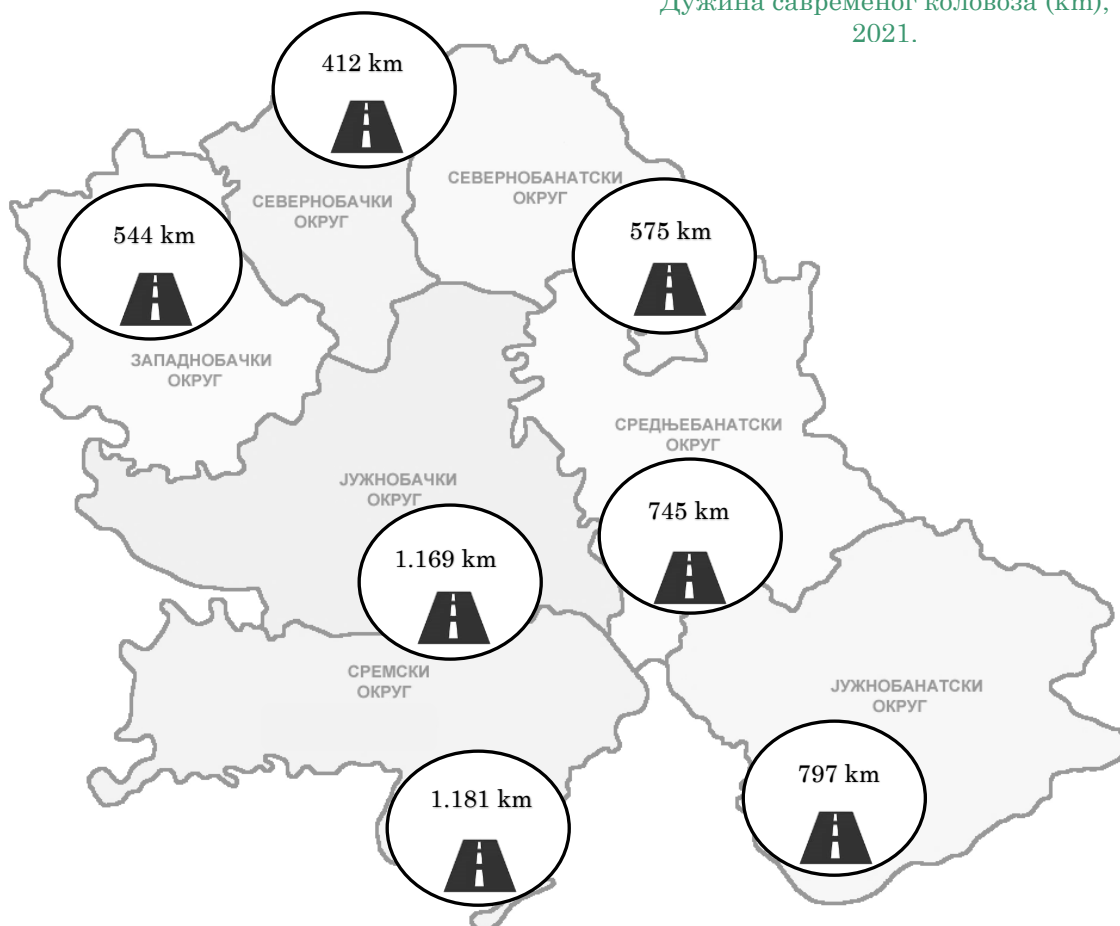 Дужина савременог коловоза (km),
2021.
412 km
СЕВЕРНОБАНАТСКИ
ОКРУГ
СЕВЕРНОБАЧКИ
ОКРУГ
544 km
575 km
ЗАПАДНОБАЧКИ
ОКРУГ
СРЕДЊЕБАНАТСКИ
ОКРУГ
ЈУЖНОБАЧКИ
ОКРУГ
745 km
1.169 km
СРЕМСКИ
ОКРУГ
ЈУЖНОБАНАТСКИ
ОКРУГ
797 km
1.181 km